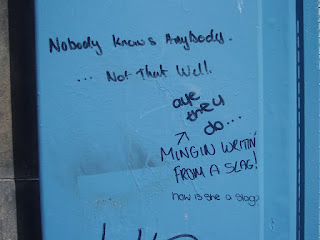 Nobody Knows Anybody.
... Not That Well.
aye
they
do...
MINGIN WRITIN'
FROM A SLAG!
how is she a slag?